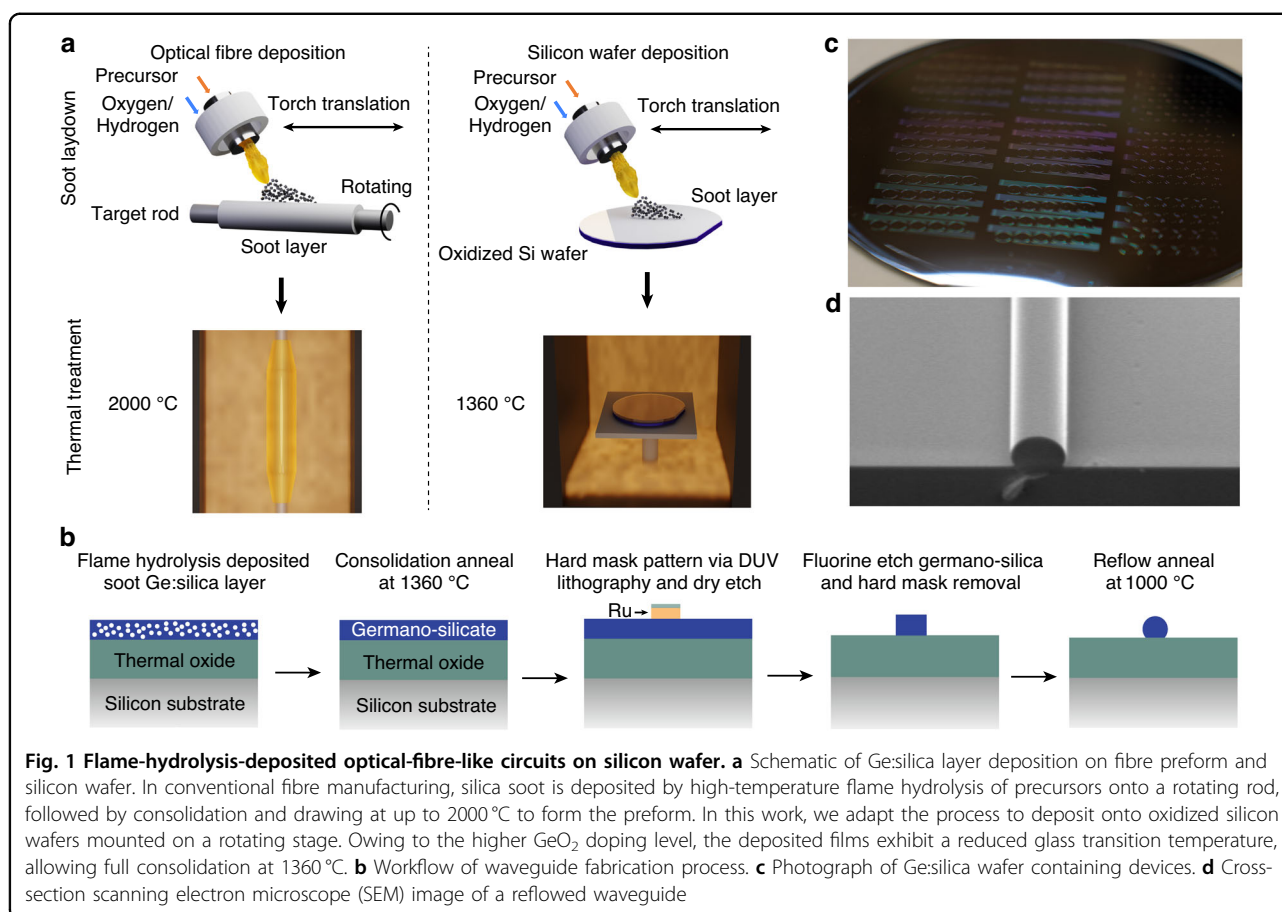 a
Optical fibre deposition
Silicon wafer deposition
c
Soot laydown
Precursor
Oxygen/
Hydrogen
Torch translation
Rotating
Target rod
Soot layer
Precursor
Oxygen/
Hydrogen
Torch translation
Soot layer
Oxidized Si wafer
d
Thermal treatment
2000 °C
1360 °C
b
Flame hydrolysis deposited
soot Ge:silica layer
Consolidation anneal
at 1360 °C
Hard mask pattern via DUV
lithography and dry etch
Fluorine etch germano-silica
and hard mask removal
Reflow anneal
at 1000 °C
Ru
Germano-silicate
Thermal oxide
Thermal oxide
Silicon substrate
Silicon substrate
Fig. 1 Flame-hydrolysis-deposited optical-fibre-like circuits on silicon wafer. a Schematic of Ge:silica layer deposition on fibre preform and
silicon wafer. In conventional fibre manufacturing, silica soot is deposited by high-temperature flame hydrolysis of precursors onto a rotating rod,
followed by consolidation and drawing at up to 2000 °C to form the preform. In this work, we adapt the process to deposit onto oxidized silicon
wafers mounted on a rotating stage. Owing to the higher GeO₂ doping level, the deposited films exhibit a reduced glass transition temperature,
allowing full consolidation at 1360 °C. b Workflow of waveguide fabrication process. c Photograph of Ge:silica wafer containing devices. d Cross-
section scanning electron microscope (SEM) image of a reflowed waveguide